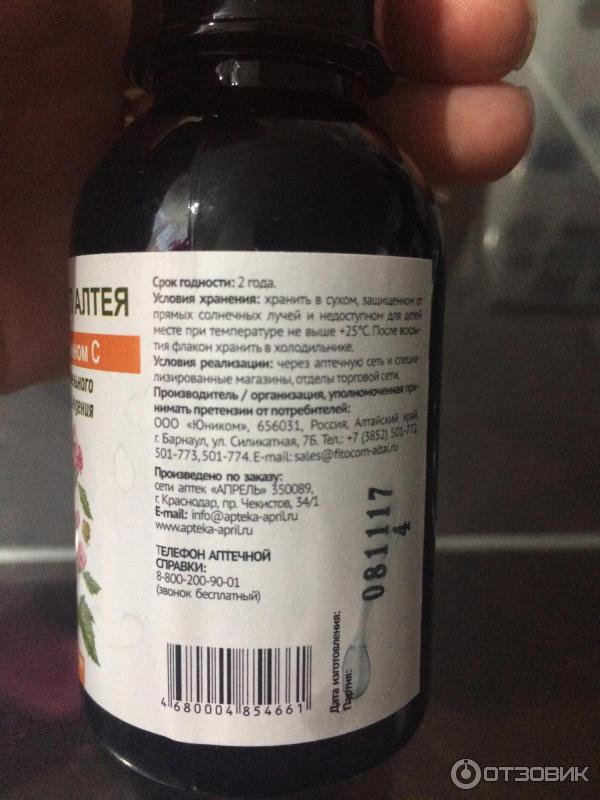 АЛТЕЯ
С
Срок годности: 2 года.
Условия хранения: хранить в сухом, защищенном от
прямых солнечных лучей и недоступном для детей
месте при температуре не выше +25°С. После вскры-
тия флакон хранить в холодильнике.
Условия реализации: через аптечную сеть и специа-
лизированные магазины, отделы торговой сети.
Производитель / организация, уполномоченная при-
нимать претензии от потребителей:
ООО «Юником», 656031, Россия, Алтайский край,
г. Барнаул, ул. Силикатная, 7Б. Тел.: +7 (3852) 501-772,
501-773, 501-774. E-mail: sales@fitocom-altai.ru
Произведено по заказу:
сети аптек «АПРЕЛЬ» 350089,
г. Краснодар, пр. Чекистов, 34/1
E-mail: info@apteka-april.ru
www.apteka-april.ru
ТЕЛЕФОН АПТЕЧНОЙ
СПРАВКИ:
8-800-200-90-01
(звонок бесплатный)
4 680004 854661
Дата изготовления:
Партия:
081117
4
ОТЗОВИК